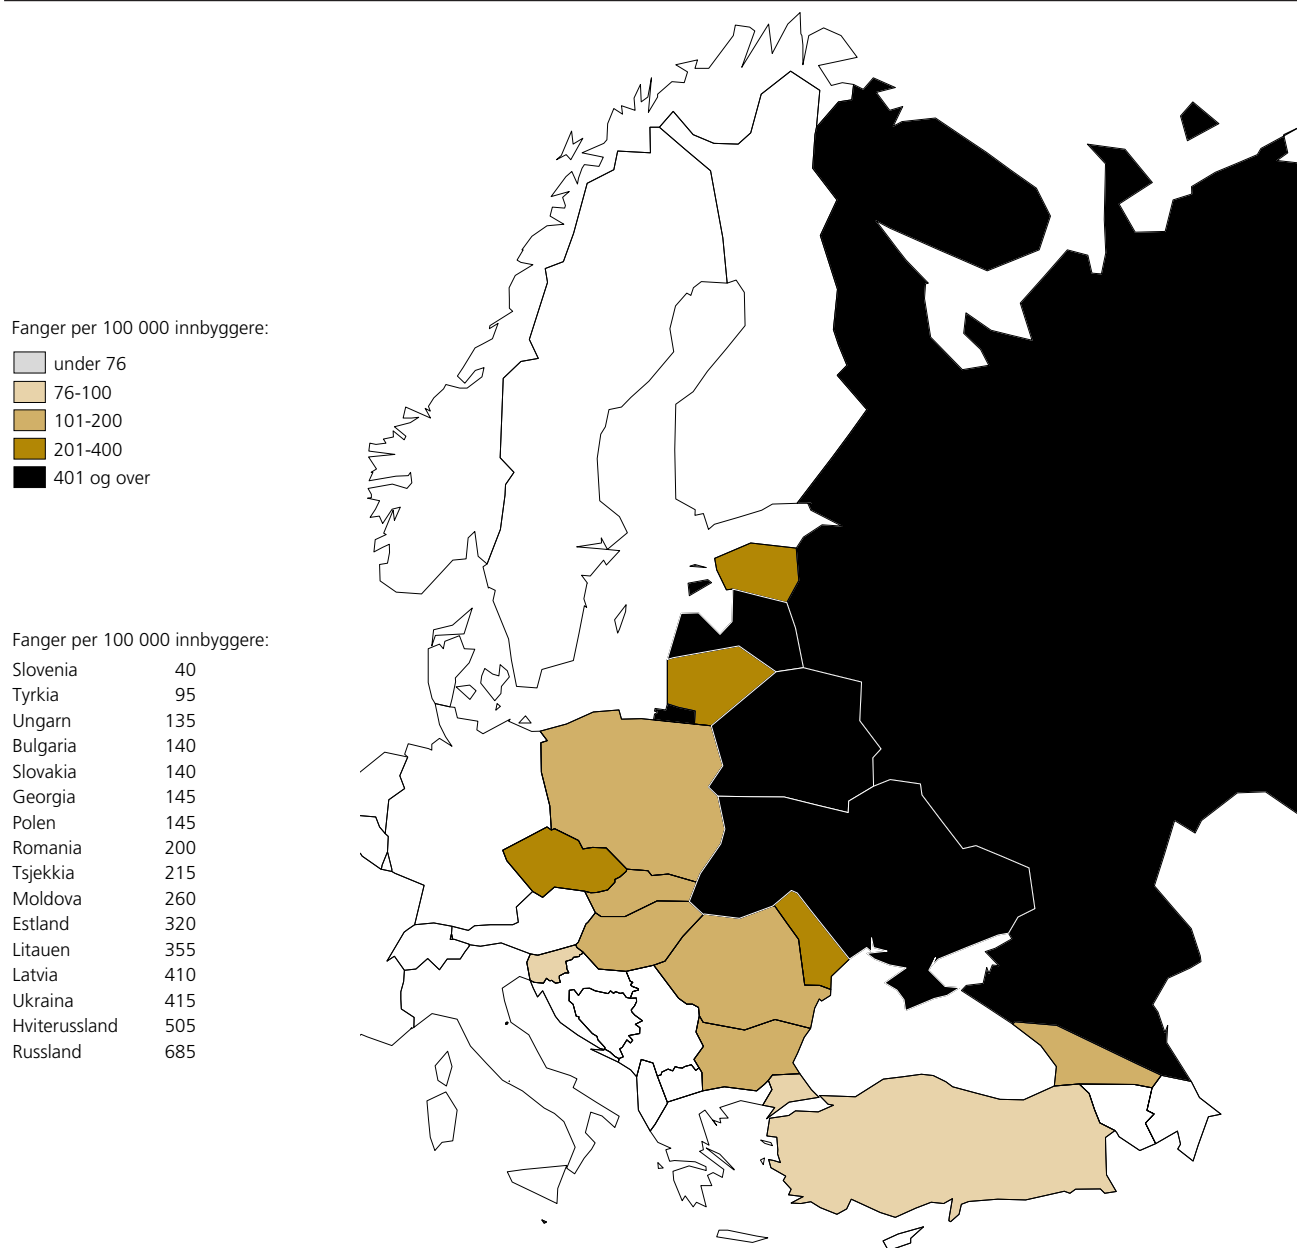 Fanger per 100 000 innbyggere:
under 76
76-100
101-200
201-400
401 og over
Fanger per 100 000 innbyggere:
Slovenia 40
Tyrkia 95
Ungarn 135
Bulgaria 140
Slovakia 140
Georgia 145
Polen 145
Romania 200
Tsjekkia 215
Moldova 260
Estland 320
Litauen 355
Latvia 410
Ukraina 415
Hviterussland 505
Russland 685